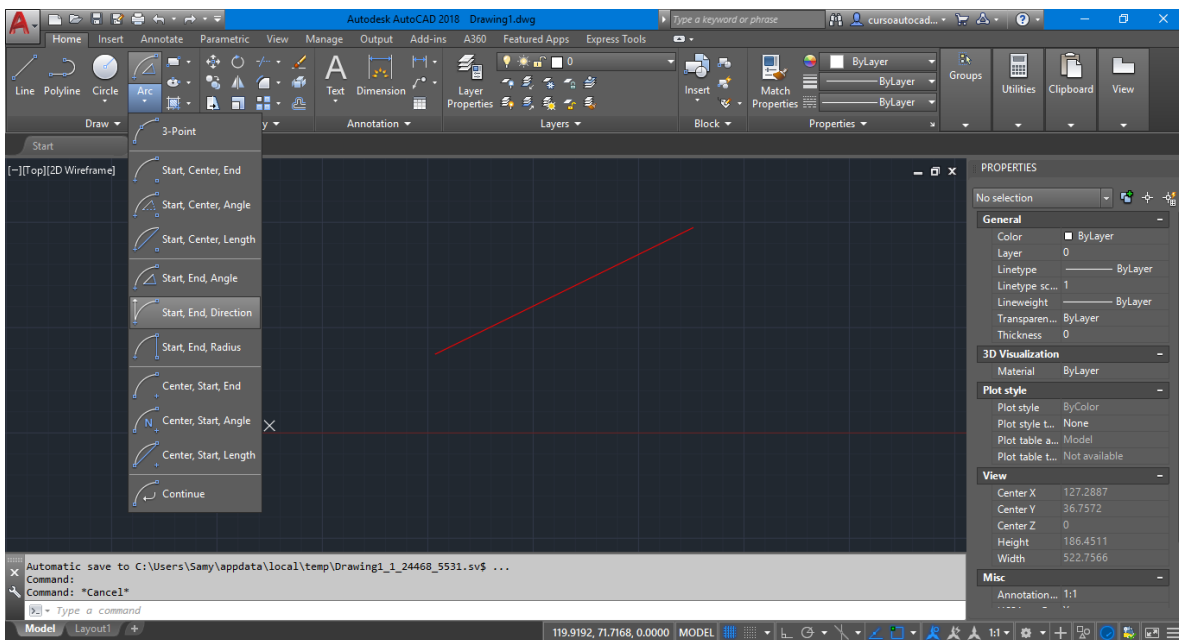 Autodesk AutoCAD 2018 Drawing1.dwg
Type a keyword or phrase
cursoautocad...
Home Insert Annotate Parametric View Manage Output Add-ins A360 Featured Apps Express Tools
0
ByLayer
ByLayer
ByLayer
Line Polyline Circle Arc
Text Dimension
Layer Properties
Insert
Match Properties
Groups
Utilities Clipboard View
Draw
y
Annotation
Layers
Block
Properties
Start
[−][Top][2D Wireframe]
3-Point
Start, Center, End
Start, Center, Angle
Start, Center, Length
Start, End, Angle
Start, End, Direction
Start, End, Radius
Center, Start, End
Center, Start, Angle
Center, Start, Length
Continue
PROPERTIES
No selection
General
Color ByLayer
Layer 0
Linetype ByLayer
Linetype sc... 1
Lineweight ByLayer
Transparen... ByLayer
Thickness 0
3D Visualization
Material ByLayer
Plot style
Plot style ByColor
Plot style t... None
Plot table a... Model
Plot table t... Not available
View
Center X 127.2887
Center Y 36.7572
Center Z 0
Height 186.4511
Width 522.7566
Misc
Annotation... 1:1
Automatic save to C:\Users\Samy\appdata\local\temp\Drawing1_1_24468_5531.sv$ ...
Command:
Command: *Cancel*
Type a command
Model Layout1 +
119.9192, 71.7168, 0.0000 MODEL
1:1